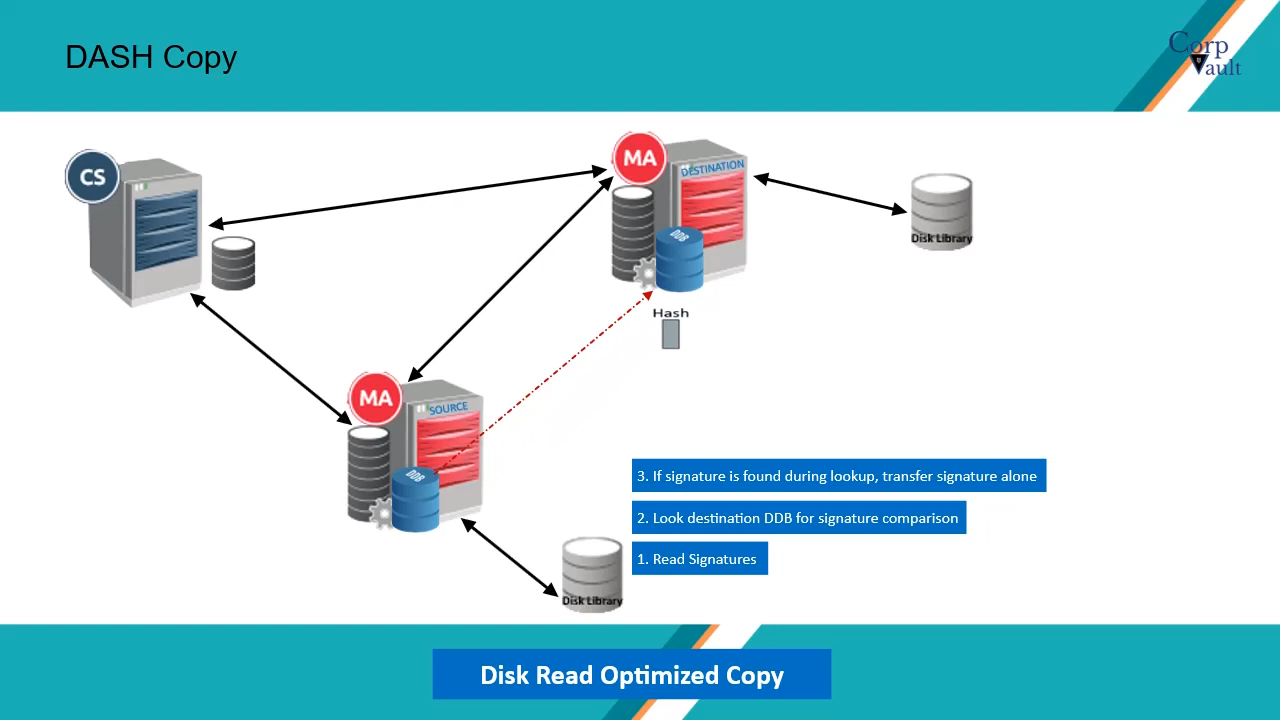 DASH Copy
Corp
Vault
CS
MA
DESTINATION
DDB
Disk Library
Hash
MA
SOURCE
DDB
Disk Library
3. If signature is found during lookup, transfer signature alone
2. Look destination DDB for signature comparison
1. Read Signatures
Disk Read Optimized Copy